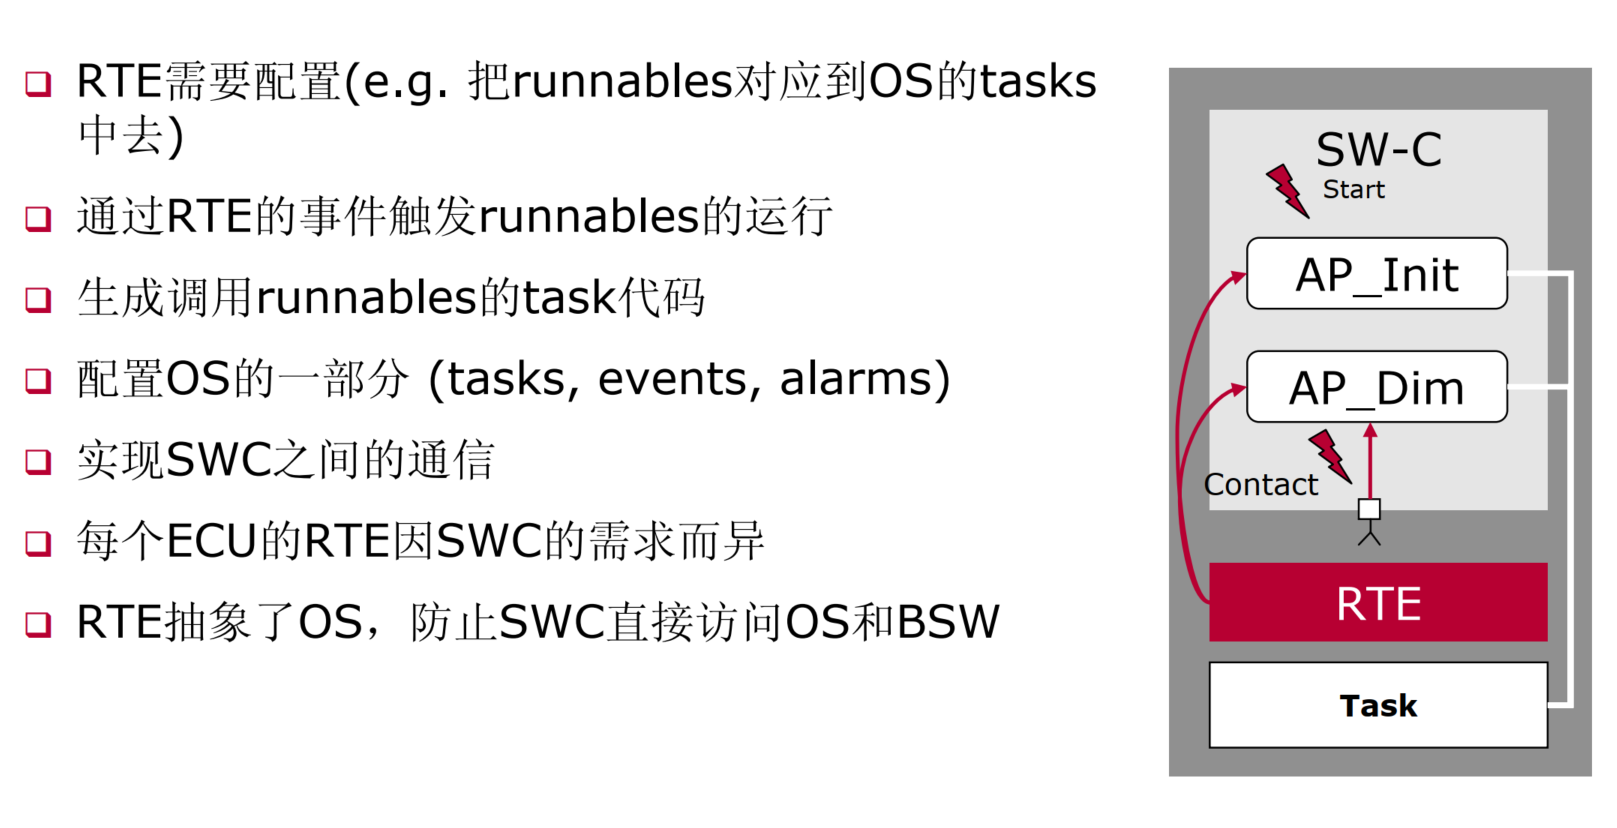 RTE需要配置(e.g. 把runnables对应到OS的tasks
中去)
通过RTE的事件触发runnables的运行
生成调用runnables的task代码
配置OS的一部分 (tasks, events, alarms)
实现SWC之间的通信
每个ECU的RTE因SWC的需求而异
RTE抽象了OS，防止SWC直接访问OS和BSW
SW-C
Start
AP_Init
AP_Dim
Contact
RTE
Task